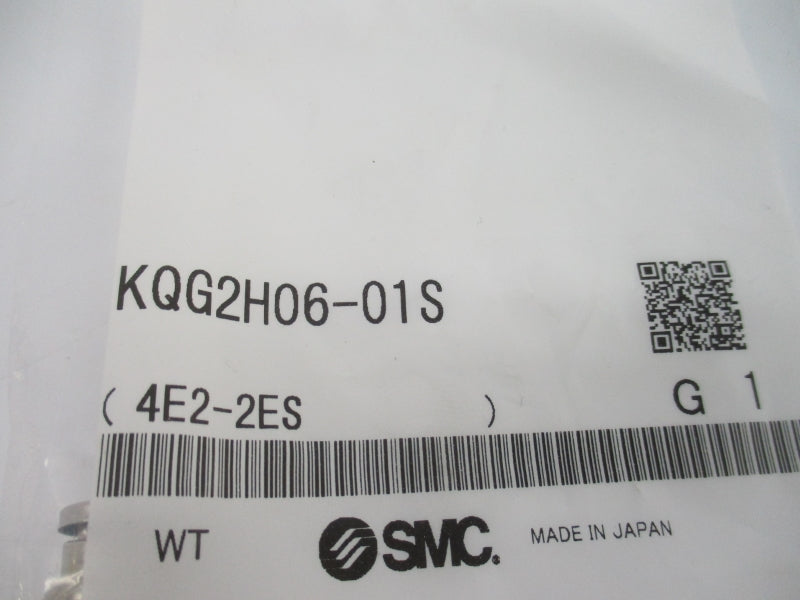 KQG2H06-01S
( 4E2-2ES ) G 1
WT SMC. MADE IN JAPAN